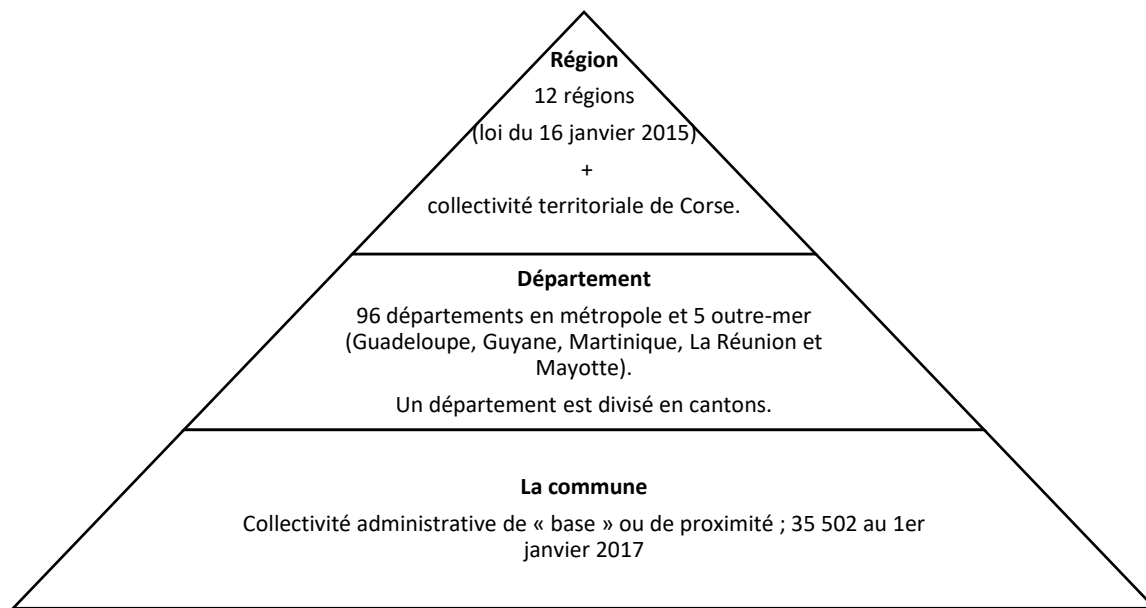 Région
12 régions
(loi du 16 janvier 2015)
+
collectivité territoriale de Corse.
Département
96 départements en métropole et 5 outre-mer
(Guadeloupe, Guyane, Martinique, La Réunion et
Mayotte).
Un département est divisé en cantons.
La commune
Collectivité administrative de « base » ou de proximité ; 35 502 au 1er
janvier 2017